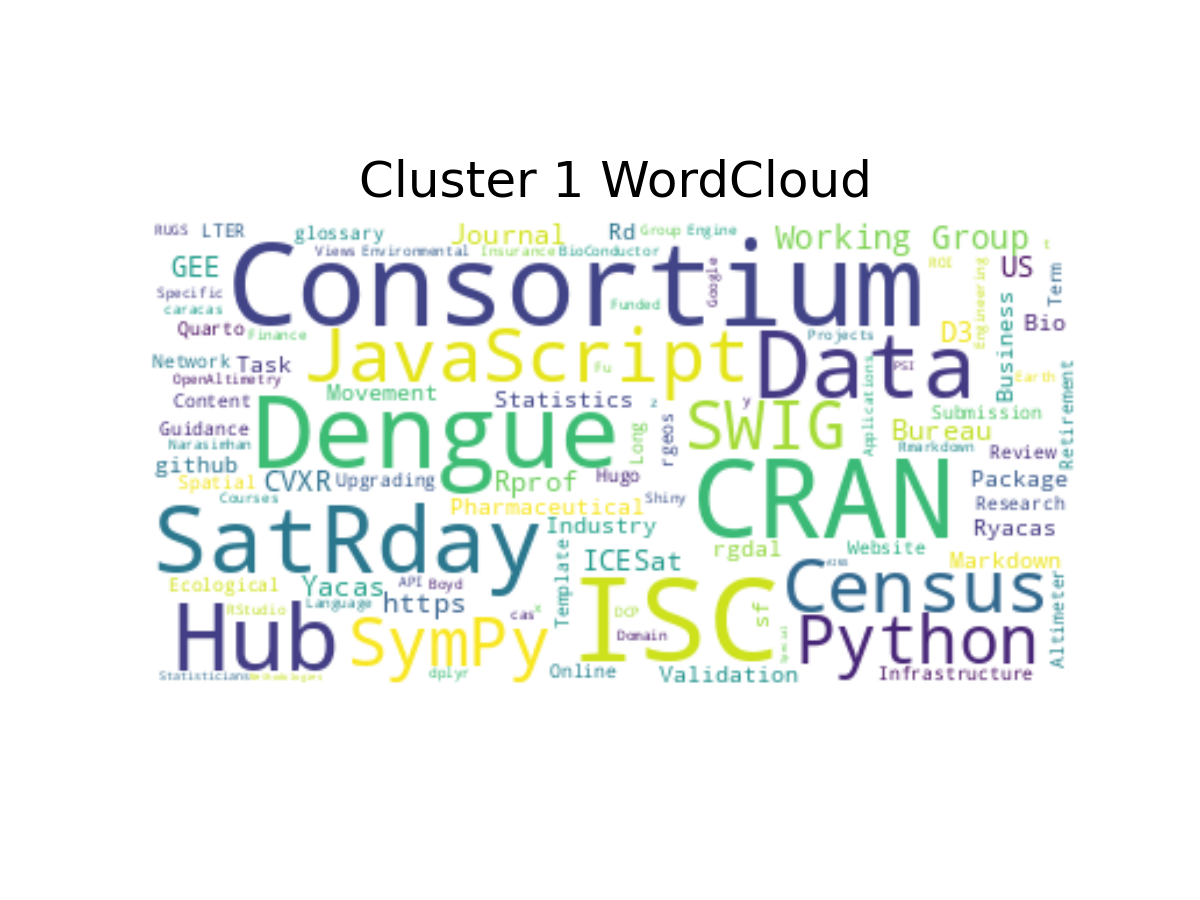 Cluster 1 WordCloud
RUGS
LTER
glossary
Journal
Rd
Group
Engine
Working Group
t
Views
Environmental
Insurance
BioConductor
GEE
Consortium
Google
ROI
Engineering
US
Term
Specific
caracas
Funded
Quarto
Finance
JavaScript
Data
Projects
D3
Business
Bio
Network
Task
Fu
PSI
Applications
Earth
OpenAltimetry
Movement
Statistics
z
y
Retirement
Content
Dengue
Long
rgeos
SWIG
Submission
Guidance
Bureau
Narasimhan
Rmarkdown
Review
github
Spatial
CVXR
Upgrading
Rprof
Hugo
CRAN
Package
Courses
Shiny
Research
Pharmaceutical
SatRday
Industry
Ryacas
Template
ICESat
rgdal
Website
Markdown
Ecological
Yacas
API
Boyd
ISC
Census
Altimeter
RStudio
Language
https
cas
x
DCP
sf
Hub
SymPy
Domain
Special
Python
Statisticians
Methodologies
dplyr
Online
Validation
Infrastructure